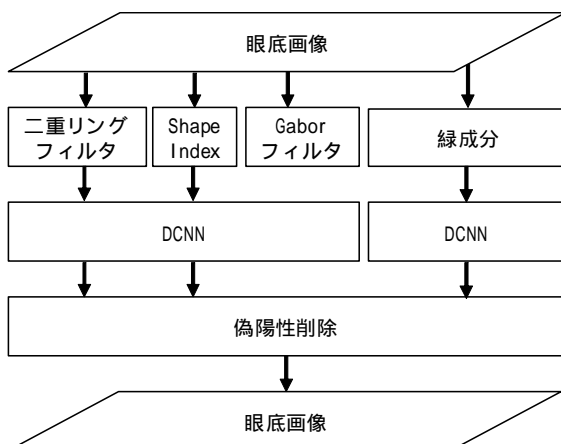 眼底画像
二重リング
フィルタ
Shape
Index
Gabor
フィルタ
緑成分
DCNN
DCNN
偽陽性削除
眼底画像